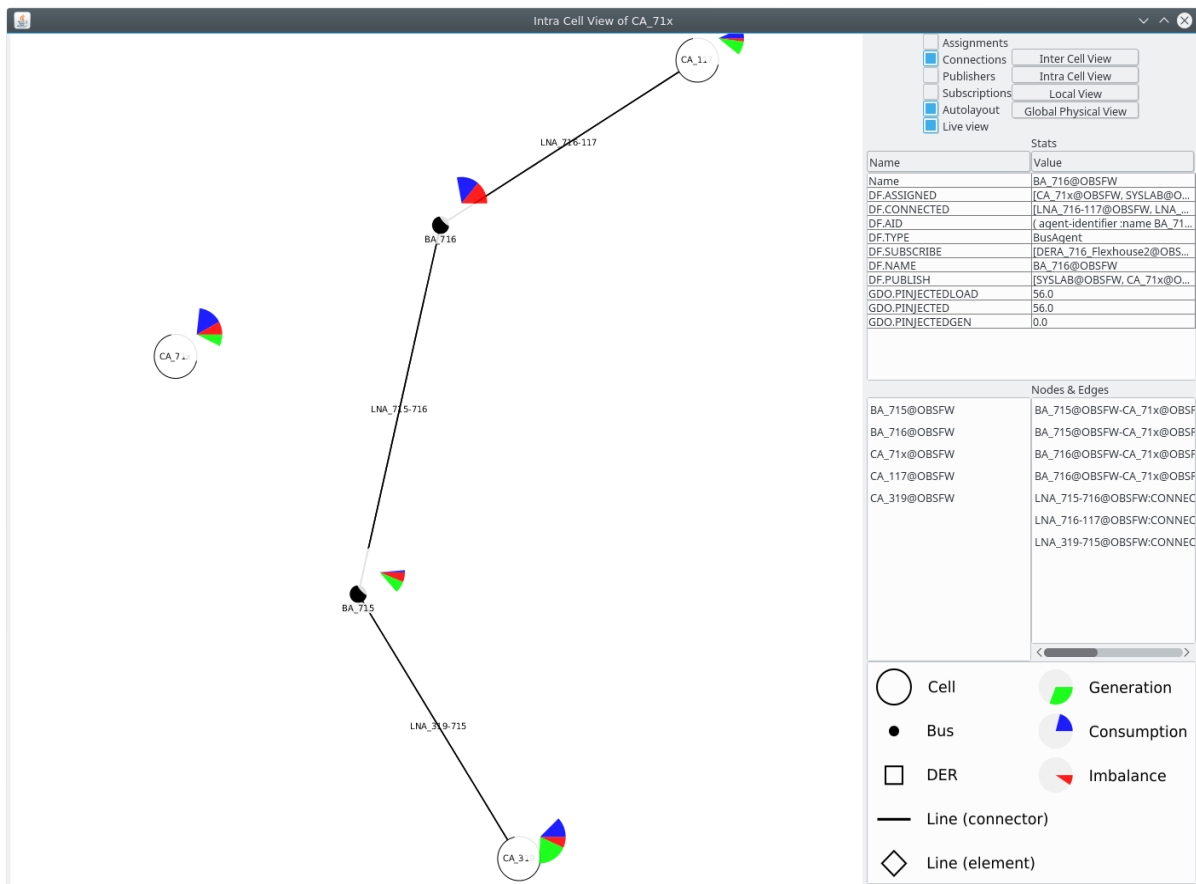 Intra Cell View of CA_71x
CA_11
LNA_716-117
BA_716
CA_71
LNA_715-716
BA_715
LNA_319-715
CA_31
Assignments
Connections
Publishers
Subscriptions
Autolayout
Live view
Inter Cell View
Intra Cell View
Local View
Global Physical View
Stats
Name Value
Name BA_716@OBSFW
DF.ASSIGNED [CA_71x@OBSFW, SYSLAB@O...
DF.CONNECTED [LNA_716-117@OBSFW, LNA_...
DF.AID ( agent-identifier :name BA_71...
DF.TYPE BusAgent
DF.SUBSCRIBE [DERA_716_Flexhouse2@OBS...
DF.NAME BA_716@OBSFW
DF.PUBLISH [SYSLAB@OBSFW, CA_71x@O...
GDO.PINJECTEDLOAD 56.0
GDO.PINJECTED 56.0
GDO.PINJECTEDGEN 0.0
Nodes & Edges
BA_715@OBSFW
BA_716@OBSFW
CA_71x@OBSFW
CA_117@OBSFW
CA_319@OBSFW
BA_715@OBSFW-CA_71x@OBSF
BA_715@OBSFW-CA_71x@OBSF
BA_716@OBSFW-CA_71x@OBSF
BA_716@OBSFW-CA_71x@OBSF
LNA_715-716@OBSFW:CONNEC
LNA_716-117@OBSFW:CONNEC
LNA_319-715@OBSFW:CONNEC
Cell
Bus
DER
Line (connector)
Line (element)
Generation
Consumption
Imbalance